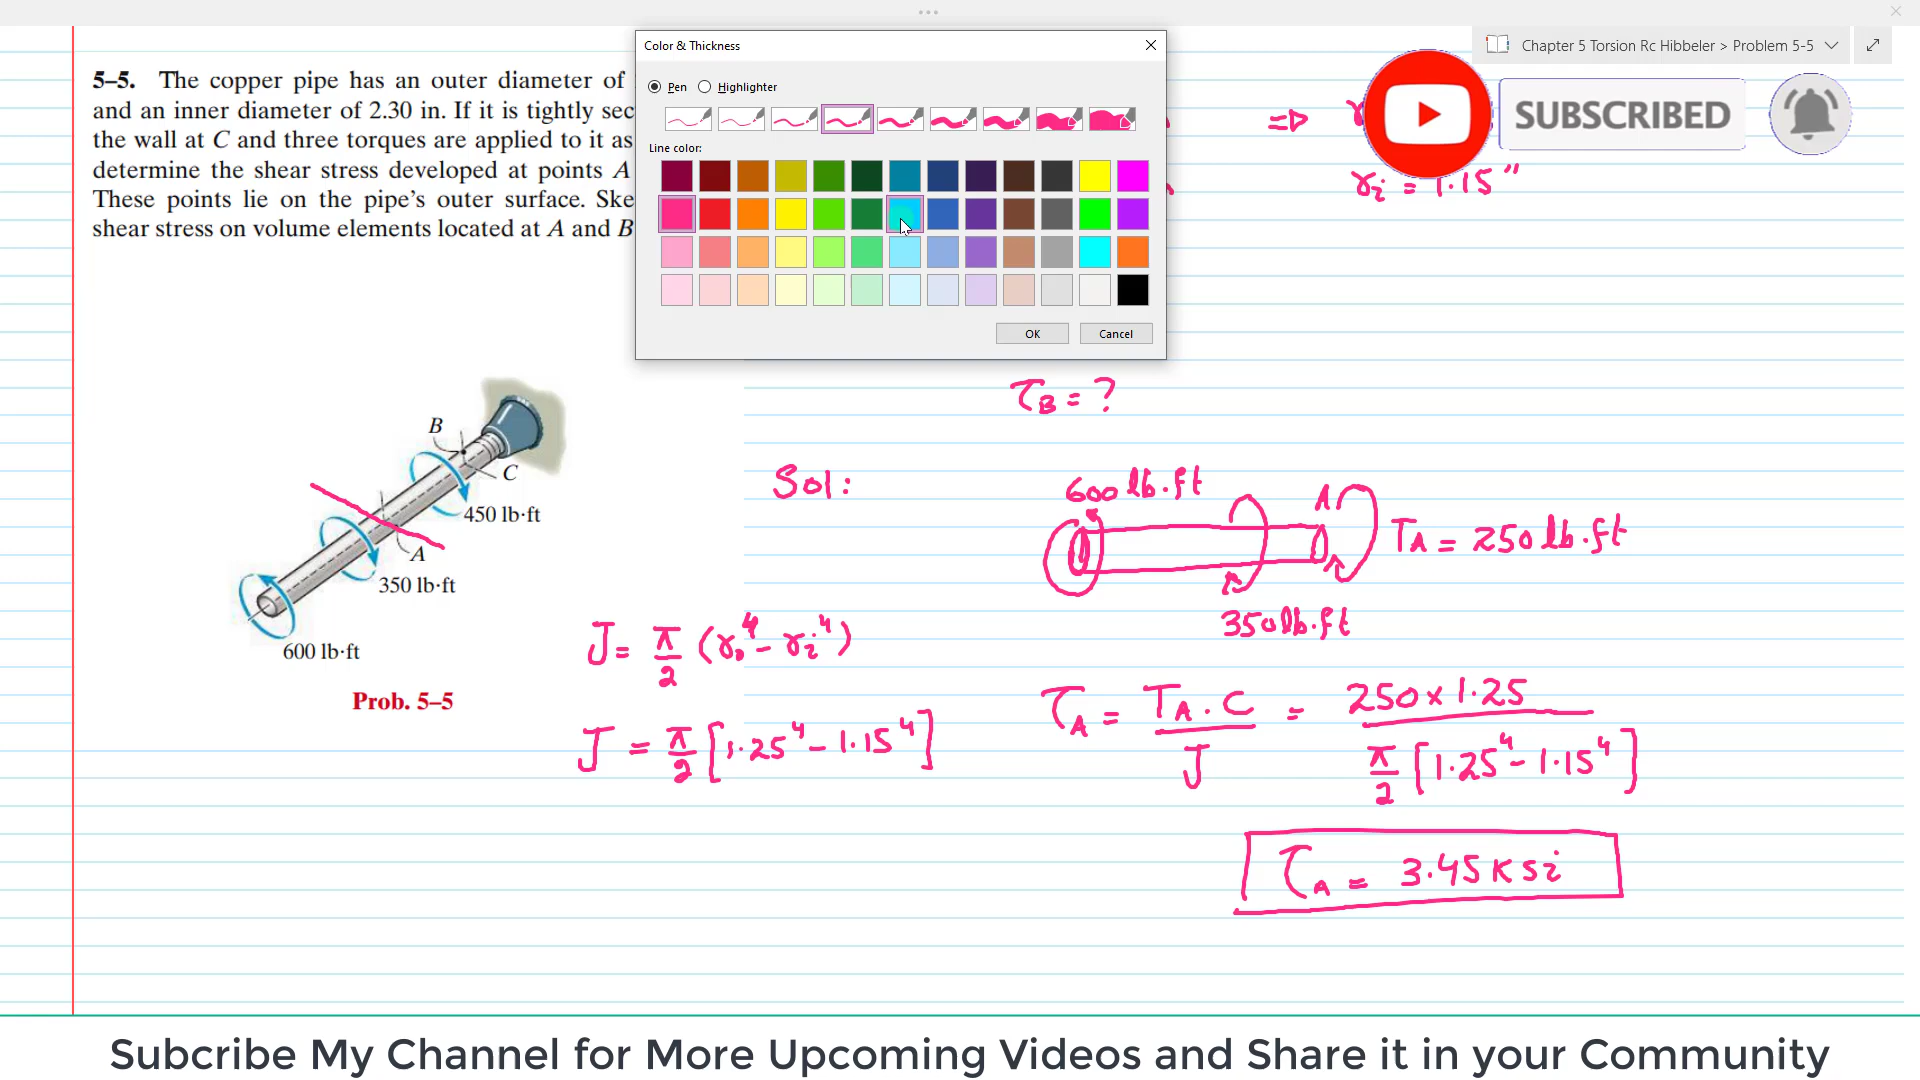 Chapter 5 Torsion Rc Hibbeler > Problem 5-5
Color & Thickness
Pen
Highlighter
Line color:
OK
Cancel
5–5. The copper pipe has an outer diameter of
and an inner diameter of 2.30 in. If it is tightly sec
the wall at C and three torques are applied to it as
determine the shear stress developed at points A
These points lie on the pipe's outer surface. Ske
shear stress on volume elements located at A and B
SUBSCRIBED
=>
ri = 1.15"
τB = ?
B
C
450 lb·ft
A
350 lb·ft
600 lb·ft
Prob. 5–5
Sol:
600 lb.ft
A
TA = 250 lb.ft
350 lb.ft
J = π/2 (ro⁴ - ri⁴)
J = π/2 [1.25⁴ - 1.15⁴]
τA = TA . C / J = 250 x 1.25 / π/2 [1.25⁴ - 1.15⁴]
τA = 3.45 Ksi
Subcribe My Channel for More Upcoming Videos and Share it in your Community